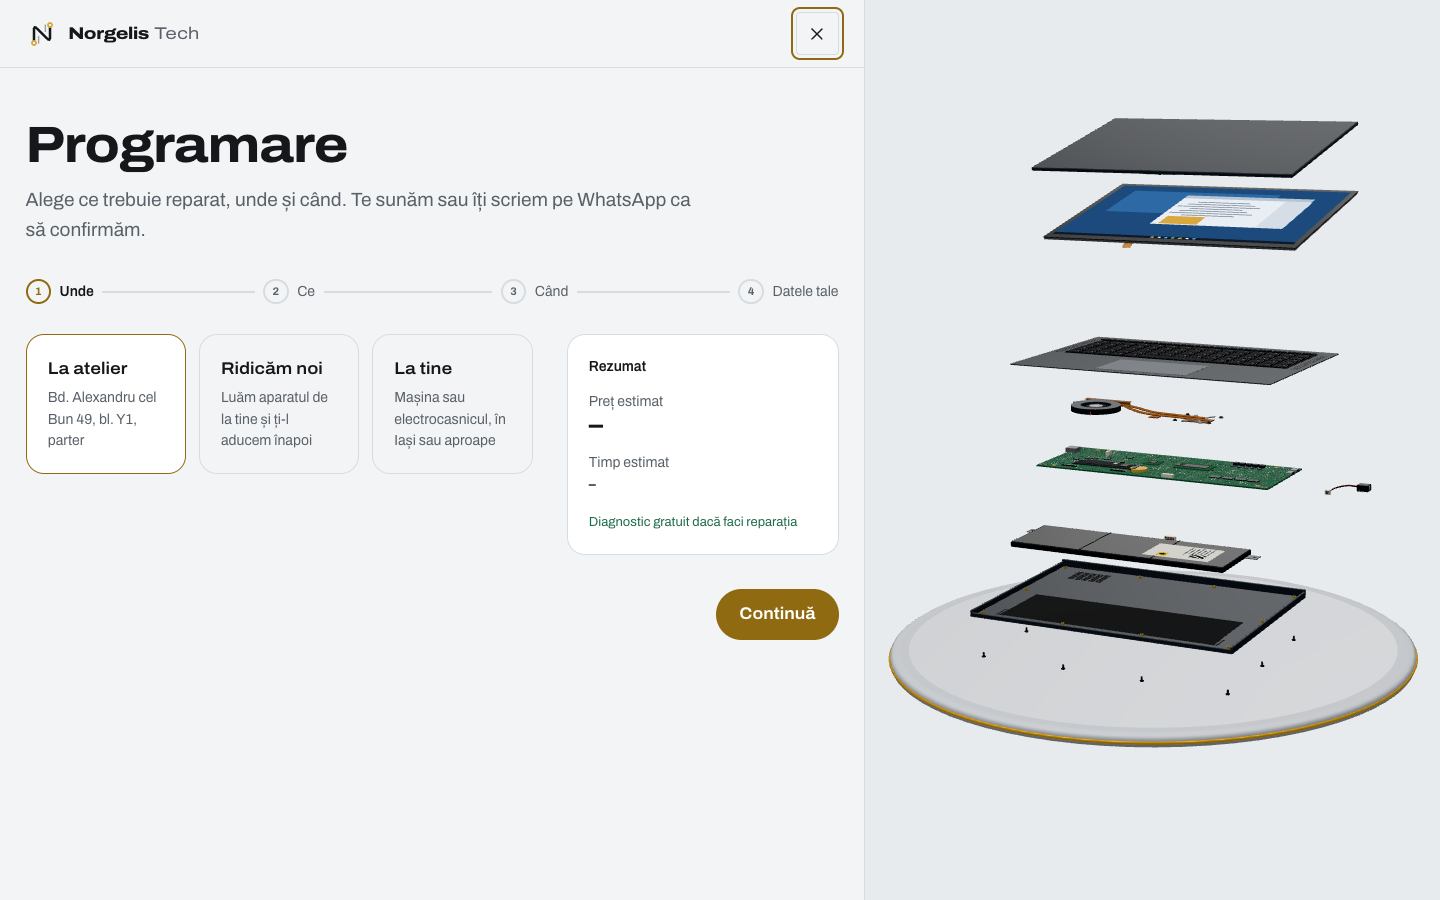 Norgelis Tech
Programare
Alege ce trebuie reparat, unde și când. Te sunăm sau îți scriem pe WhatsApp ca
să confirmăm.
1 Unde
2 Ce
3 Când
4 Datele tale
La atelier
Bd. Alexandru cel
Bun 49, bl. Y1,
parter
Ridicăm noi
Luăm aparatul de
la tine și ți-l
aducem înapoi
La tine
Mașina sau
electrocasnicul, în
Iași sau aproape
Rezumat
Preț estimat
–
Timp estimat
–
Diagnostic gratuit dacă faci reparația
Continuă